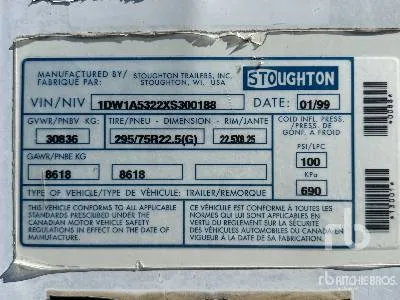 MANUFACTURED BY/
FABRIQUÉ PAR:
STOUGHTON TRAILERS, INC.
STOUGHTON, WI. USA
STOUGHTON
VIN/NIV 1DW1A5322XS300188 DATE: 01/99
GVWR/PNBV KG: TIRE/PNEU - DIMENSION - RIM/JANTE
30836 295/75R22.5(G) 22.5X8.25
COLD INFL. PRESS.
/PRESS. DE
GONF. A FROID
PSI/LPC
100
KPa
690
GAWR/PNBE KG
8618 8618
TYPE OF VEHICLE/TYPE DE VÉHICULE: TRAILER/REMORQUE
THIS VEHICLE CONFORMS TO ALL APPLICABLE
STANDARDS PRESCRIBED UNDER THE
CANADIAN MOTOR VEHICLE SAFETY
REGULATIONS IN EFFECT ON THE DATE OF
MANUFACTURE.
CE VÉHICULE EST CONFORME À TOUTES LES
NORMES QUI LUI SONT APPLICABLES EN VERTU
DU RÈGLEMENT SUR LA SÉCURITÉ
DES VÉHICULES AUTOMOBILES DU CANADA EN
VIGUEUR À LA DATE DE SA FABRICATION.
rb
RITCHIE BROS.